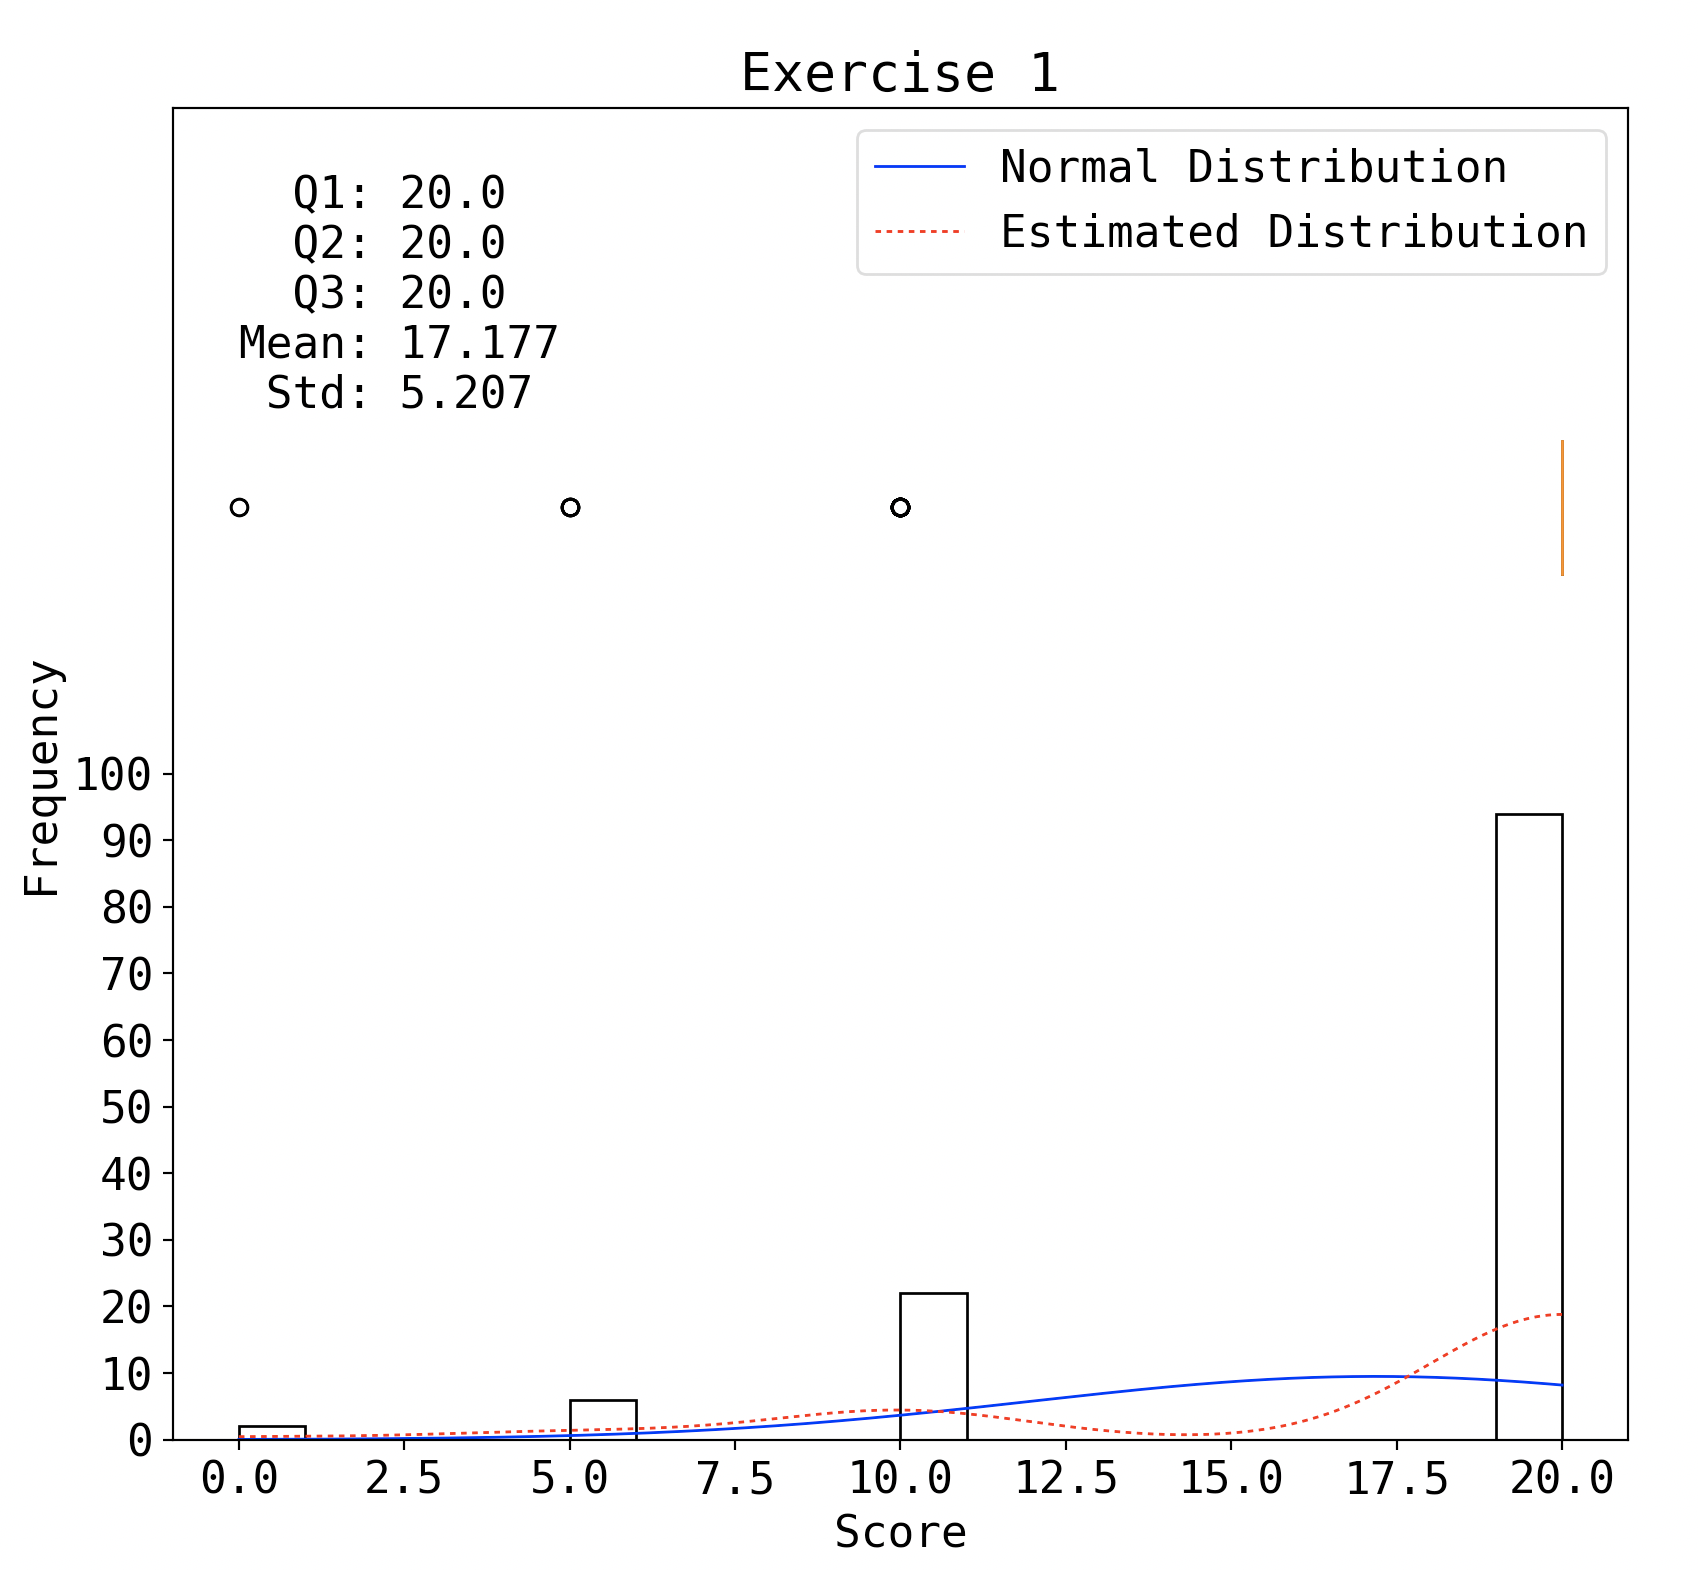 Exercise 1
Normal Distribution
Estimated Distribution
Q1: 20.0
Q2: 20.0
Q3: 20.0
Mean: 17.177
Std: 5.207
Frequency
100
90
80
70
60
50
40
30
20
10
0
0.0 2.5 5.0 7.5 10.0 12.5 15.0 17.5 20.0
Score